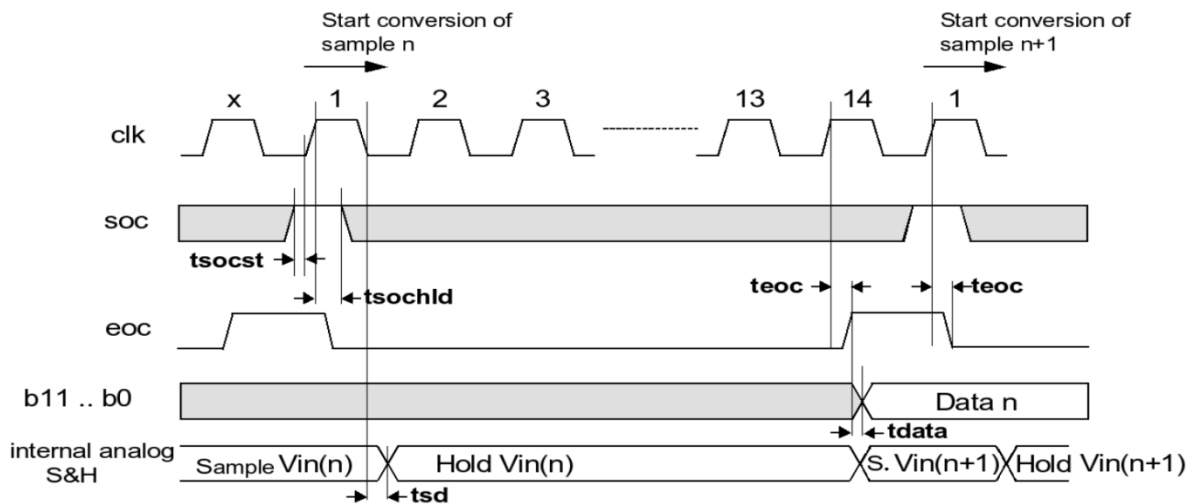 Start conversion of
sample n
Start conversion of
sample n+1
x 1 2 3 13 14 1
clk
soc
tsocst
tsochld
teoc
teoc
eoc
b11 .. b0
Data n
tdata
internal analog
S&H
Sample Vin(n)
Hold Vin(n)
S. Vin(n+1)
Hold Vin(n+1)
tsd